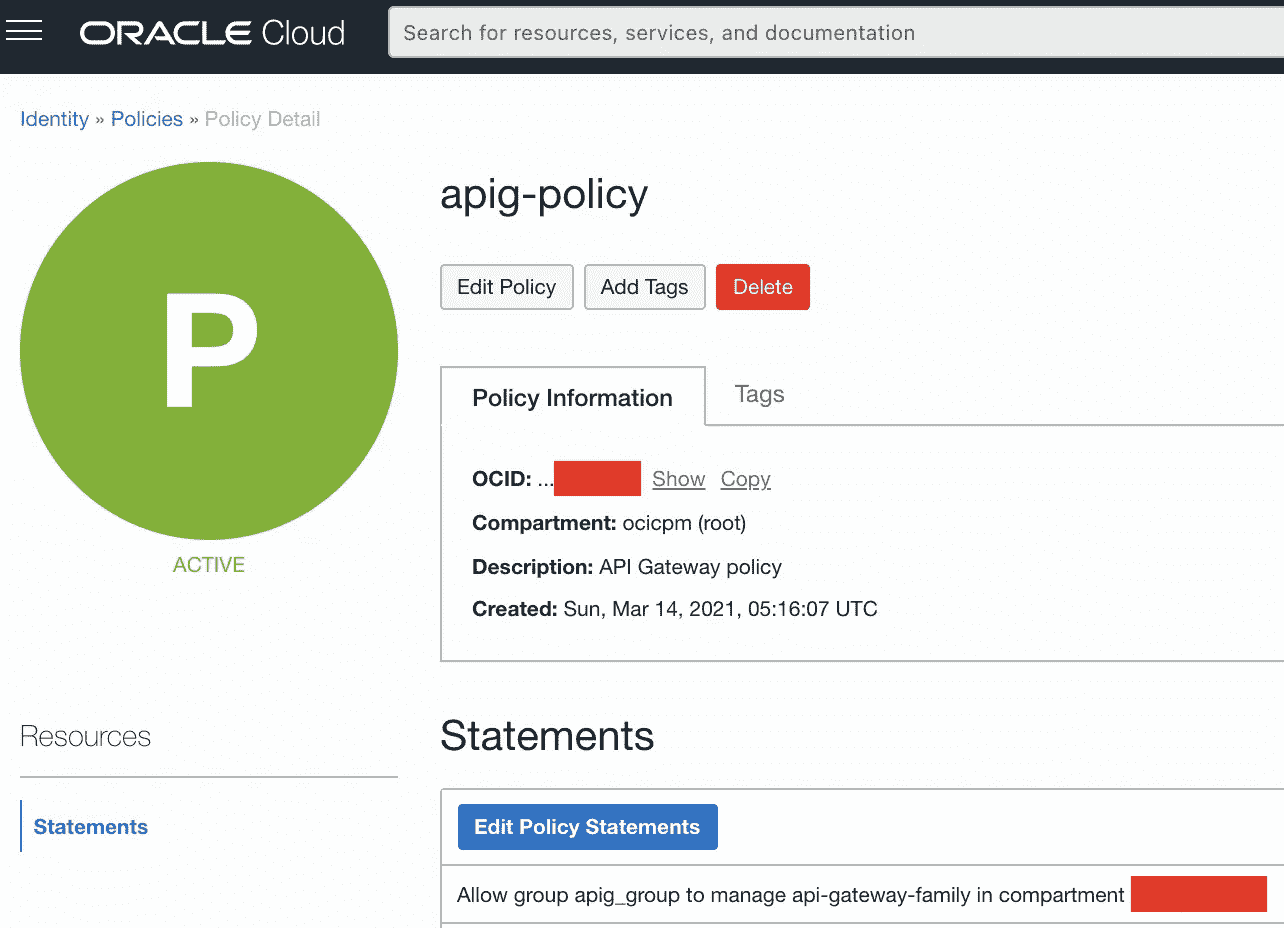 ORACLE Cloud
Search for resources, services, and documentation
Identity » Policies » Policy Detail
P
ACTIVE
apig-policy
Edit Policy
Add Tags
Delete
Policy Information
Tags
OCID: ... Show Copy
Compartment: ocicpm (root)
Description: API Gateway policy
Created: Sun, Mar 14, 2021, 05:16:07 UTC
Resources
Statements
Statements
Edit Policy Statements
Allow group apig_group to manage api-gateway-family in compartment